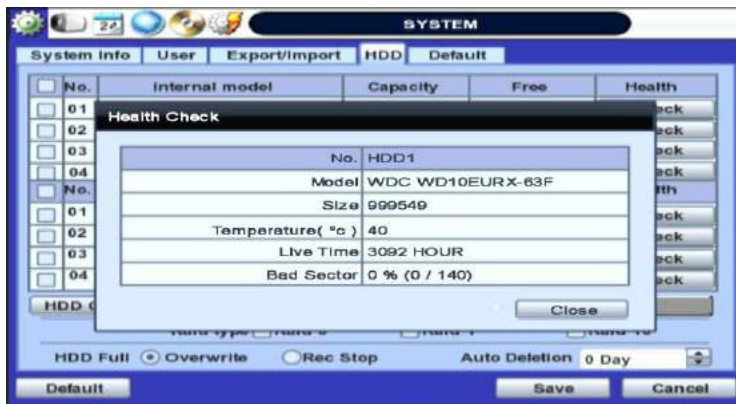 24
SYSTEM
System Info User Export/Import HDD Default
No. Internal model Capacity Free Health
01
02
03
04
No.
01
02
03
04
Health Check
No. HDD1
Model WDC WD10EURX-63F
Size 999549
Temperature( °c ) 40
Live Time 3092 HOUR
Bad Sector 0 % (0 / 140)
Close
HDD Full Overwrite Rec Stop Auto Deletion 0 Day
Default Save Cancel